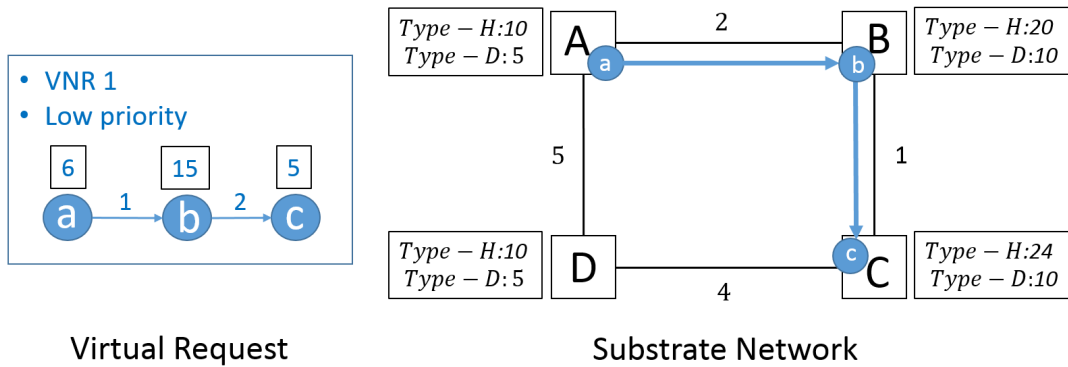 • VNR 1
• Low priority
6
15
5
a
1
b
2
c
Virtual Request
Type − H:10
Type − D: 5
A
a
2
B
b
Type − H:20
Type − D:10
5
1
Type − H:10
Type − D: 5
D
4
c
C
Type − H:24
Type − D:10
Substrate Network